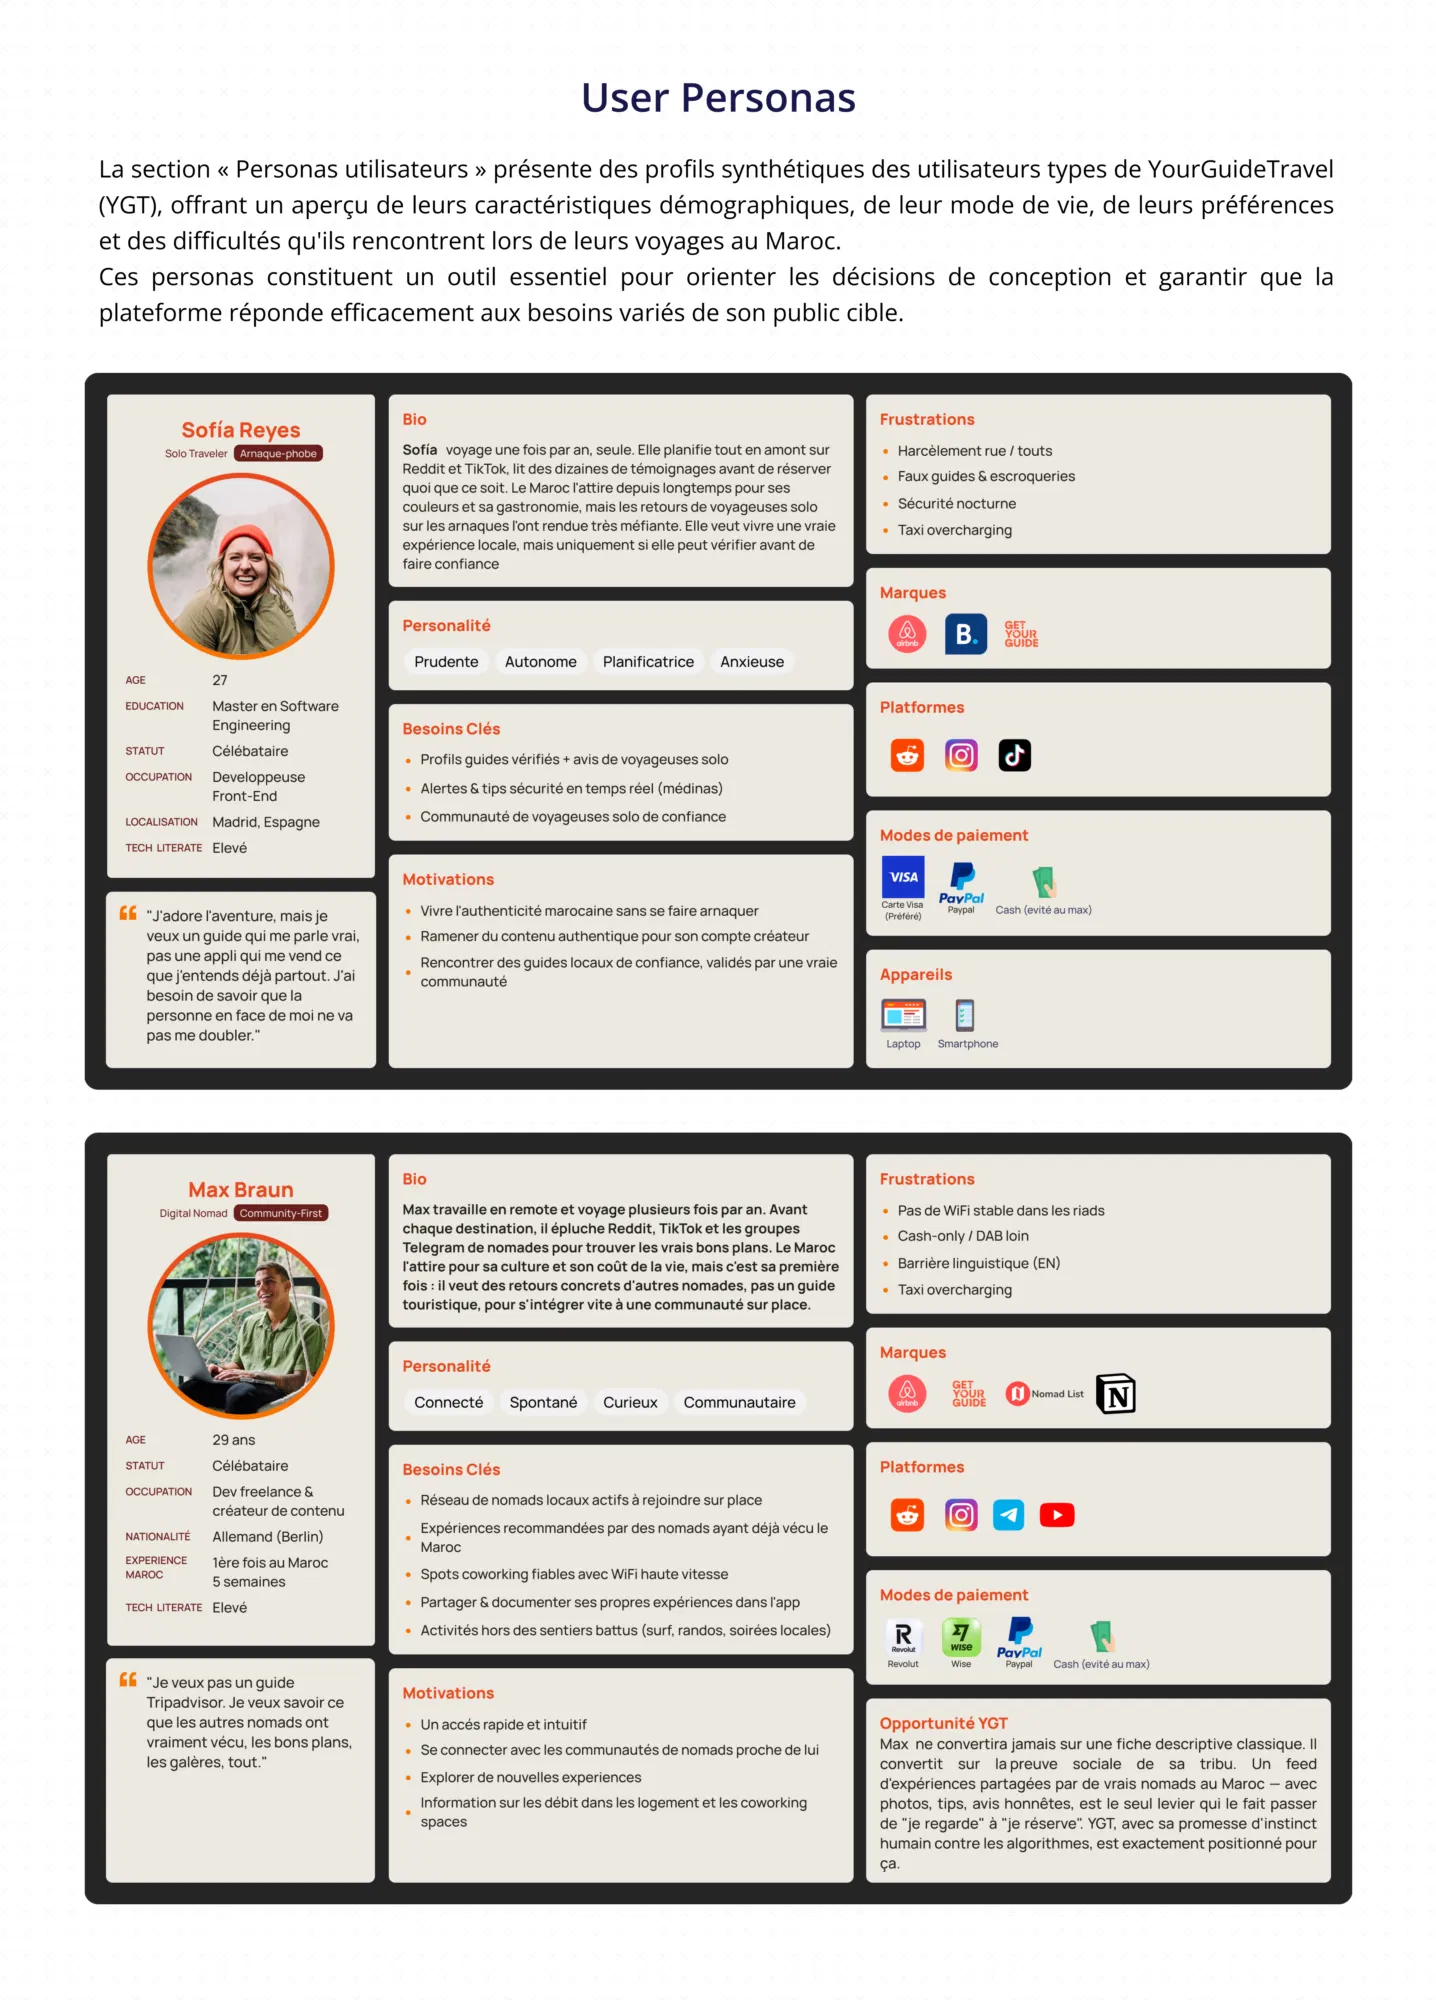 User Personas
La section « Personas utilisateurs » présente des profils synthétiques des utilisateurs types de YourGuideTravel
(YGT), offrant un aperçu de leurs caractéristiques démographiques, de leur mode de vie, de leurs préférences
et des difficultés qu'ils rencontrent lors de leurs voyages au Maroc.
Ces personas constituent un outil essentiel pour orienter les décisions de conception et garantir que la
plateforme réponde efficacement aux besoins variés de son public cible.
Sofía Reyes
Solo Traveler Arnaque-phobe
AGE 27
EDUCATION Master en Software
Engineering
STATUT Célébataire
OCCUPATION Developpeuse
Front-End
LOCALISATION Madrid, Espagne
TECH LITERATE Elevé
"J'adore l'aventure, mais je
veux un guide qui me parle vrai,
pas une appli qui me vend ce
que j'entends déjà partout. J'ai
besoin de savoir que la
personne en face de moi ne va
pas me doubler."
Bio
Sofía voyage une fois par an, seule. Elle planifie tout en amont sur
Reddit et TikTok, lit des dizaines de témoignages avant de réserver
quoi que ce soit. Le Maroc l'attire depuis longtemps pour ses
couleurs et sa gastronomie, mais les retours de voyageuses solo
sur les arnaques l'ont rendue très méfiante. Elle veut vivre une vraie
expérience locale, mais uniquement si elle peut vérifier avant de
faire confiance
Personalité
Prudente Autonome Planificatrice Anxieuse
Besoins Clés
Profils guides vérifiés + avis de voyageuses solo
Alertes & tips sécurité en temps réel (médinas)
Communauté de voyageuses solo de confiance
Motivations
Vivre l'authenticité marocaine sans se faire arnaquer
Ramener du contenu authentique pour son compte créateur
Rencontrer des guides locaux de confiance, validés par une vraie
communauté
Frustrations
Harcèlement rue / touts
Faux guides & escroqueries
Sécurité nocturne
Taxi overcharging
Marques
airbnb B. GET
YOUR
GUIDE
Platformes
Modes de paiement
VISA PayPal
Carte Visa
(Préféré)
Paypal
Cash (evité au max)
Appareils
Laptop Smartphone
Max Braun
Digital Nomad Community-First
AGE 29 ans
STATUT Célébataire
OCCUPATION Dev freelance &
créateur de contenu
NATIONALITÉ Allemand (Berlin)
EXPERIENCE
MAROC
1ère fois au Maroc
5 semaines
TECH LITERATE Elevé
"Je veux pas un guide
Tripadvisor. Je veux savoir ce
que les autres nomads ont
vraiment vécu, les bons plans,
les galères, tout."
Bio
Max travaille en remote et voyage plusieurs fois par an. Avant
chaque destination, il épluche Reddit, TikTok et les groupes
Telegram de nomades pour trouver les vrais bons plans. Le Maroc
l'attire pour sa culture et son coût de la vie, mais c'est sa première
fois : il veut des retours concrets d'autres nomades, pas un guide
touristique, pour s'intégrer vite à une communauté sur place.
Personalité
Connecté Spontané Curieux Communautaire
Besoins Clés
Réseau de nomads locaux actifs à rejoindre sur place
Expériences recommandées par des nomads ayant déjà vécu le
Maroc
Spots coworking fiables avec WiFi haute vitesse
Partager & documenter ses propres expériences dans l'app
Activités hors des sentiers battus (surf, randos, soirées locales)
Motivations
Un accés rapide et intuitif
Se connecter avec les communautés de nomads proche de lui
Explorer de nouvelles experiences
Information sur les débit dans les logement et les coworking
spaces
Frustrations
Pas de WiFi stable dans les riads
Cash-only / DAB loin
Barrière linguistique (EN)
Taxi overcharging
Marques
airbnb GET
YOUR
GUIDE
Nomad List N
Platformes
Modes de paiement
R Revolut wise PayPal
Revolut Wise Paypal Cash (evité au max)
Opportunité YGT
Max ne convertira jamais sur une fiche descriptive classique. Il
convertit sur la preuve sociale de sa tribu. Un feed
d'expériences partagées par de vrais nomads au Maroc — avec
photos, tips, avis honnêtes, est le seul levier qui le fait passer
de "je regarde" à "je réserve". YGT, avec sa promesse d'instinct
humain contre les algorithmes, est exactement positionné pour
ça.